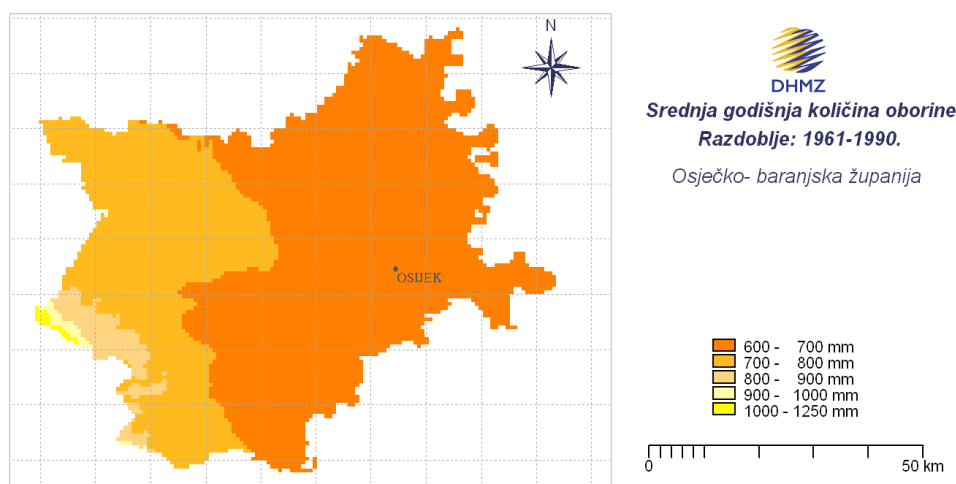 N
DHMZ
Srednja godišnja količina oborine
Razdoblje: 1961-1990.
Osječko- baranjska županija
OSIJEK
600 - 700 mm
700 - 800 mm
800 - 900 mm
900 - 1000 mm
1000 - 1250 mm
0 50 km